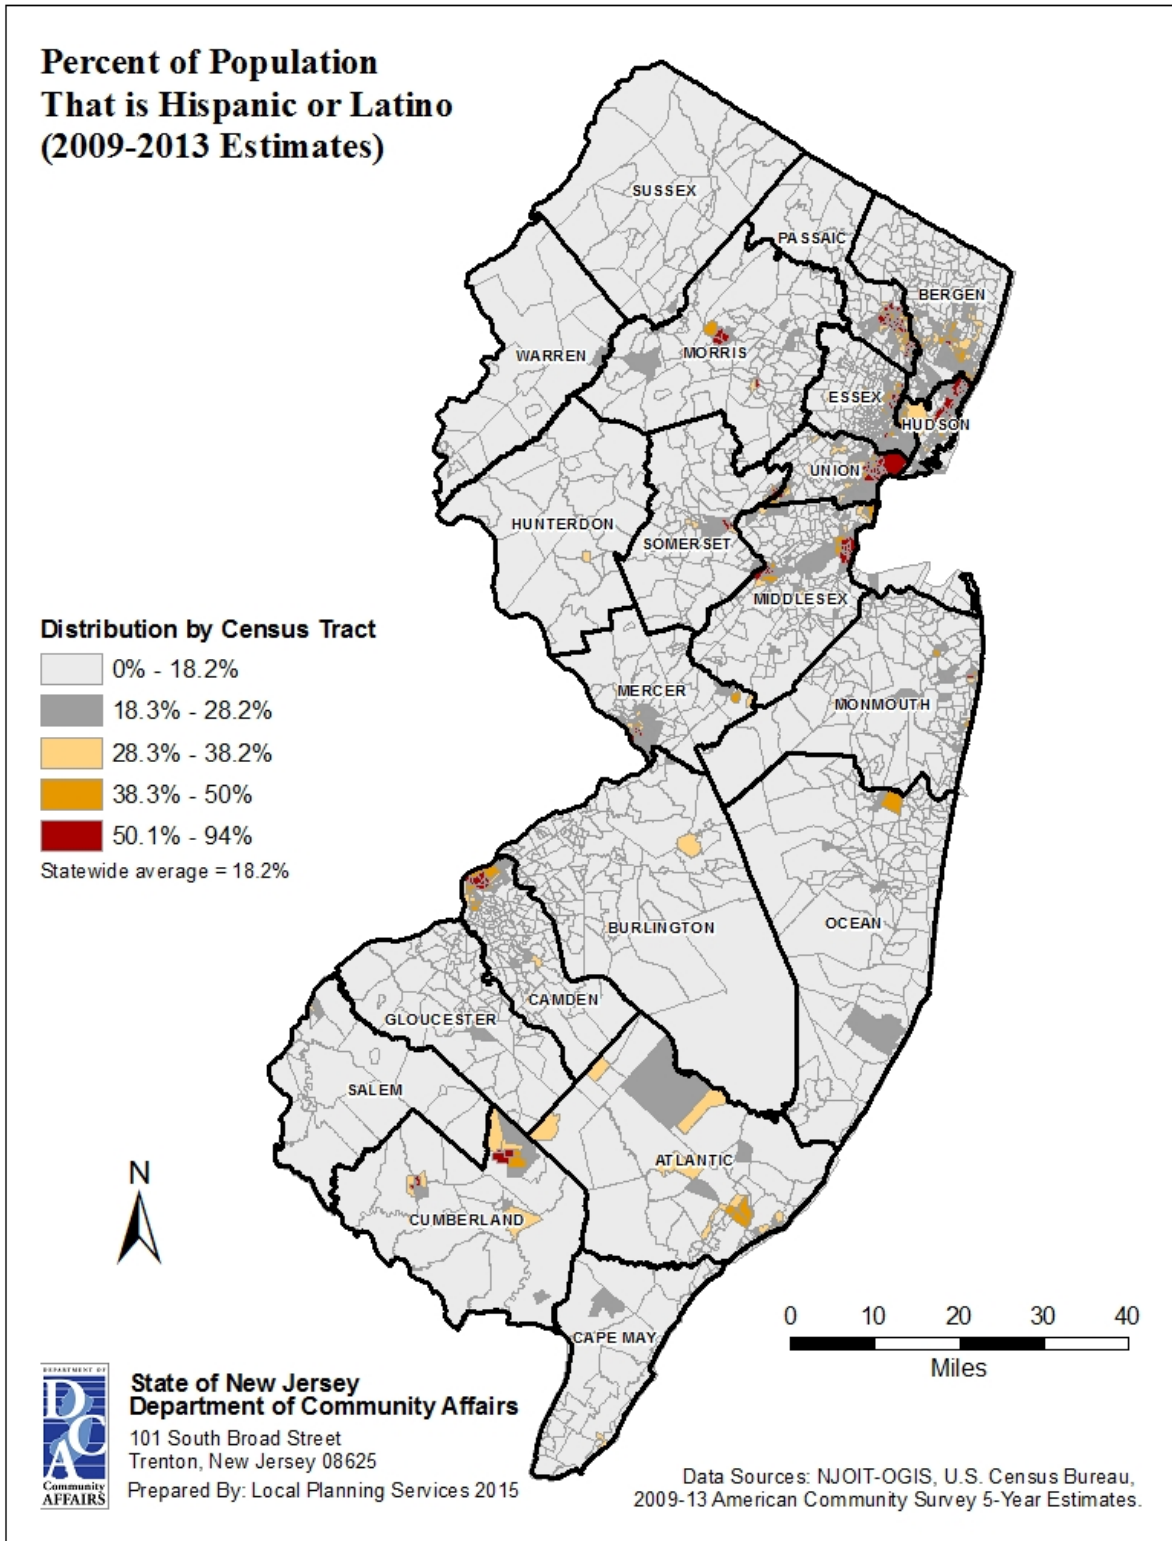 Percent of Population
That is Hispanic or Latino
(2009-2013 Estimates)
SUSSEX
PASSAIC
BERGEN
WARREN
MORRIS
ESSEX
HUDSON
UNION
HUNTERDON
SOMERSET
MIDDLESEX
MERCER
MONMOUTH
Distribution by Census Tract
0% - 18.2%
18.3% - 28.2%
28.3% - 38.2%
38.3% - 50%
50.1% - 94%
Statewide average = 18.2%
OCEAN
BURLINGTON
CAMDEN
GLOUCESTER
SALEM
ATLANTIC
CUMBERLAND
CAPE MAY
N
0 10 20 30 40
Miles
DEPARTMENT OF
DCA
Community
AFFAIRS
State of New Jersey
Department of Community Affairs
101 South Broad Street
Trenton, New Jersey 08625
Prepared By: Local Planning Services 2015
Data Sources: NJOIT-OGIS, U.S. Census Bureau,
2009-13 American Community Survey 5-Year Estimates.